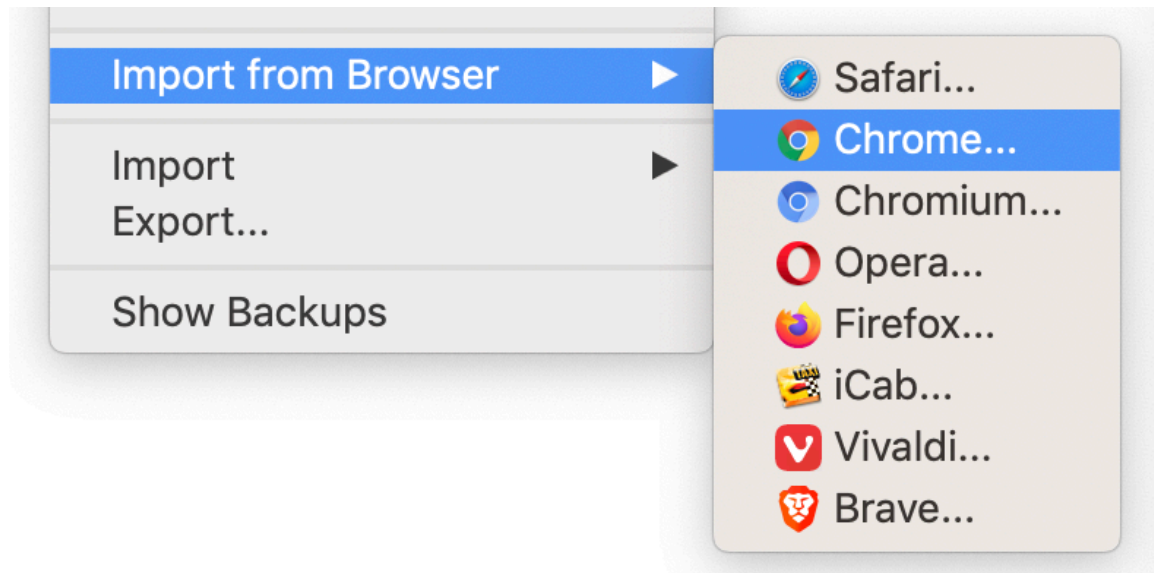 Import from Browser
Import
Export...
Show Backups
Safari...
Chrome...
Chromium...
Opera...
Firefox...
iCab...
Vivaldi...
Brave...